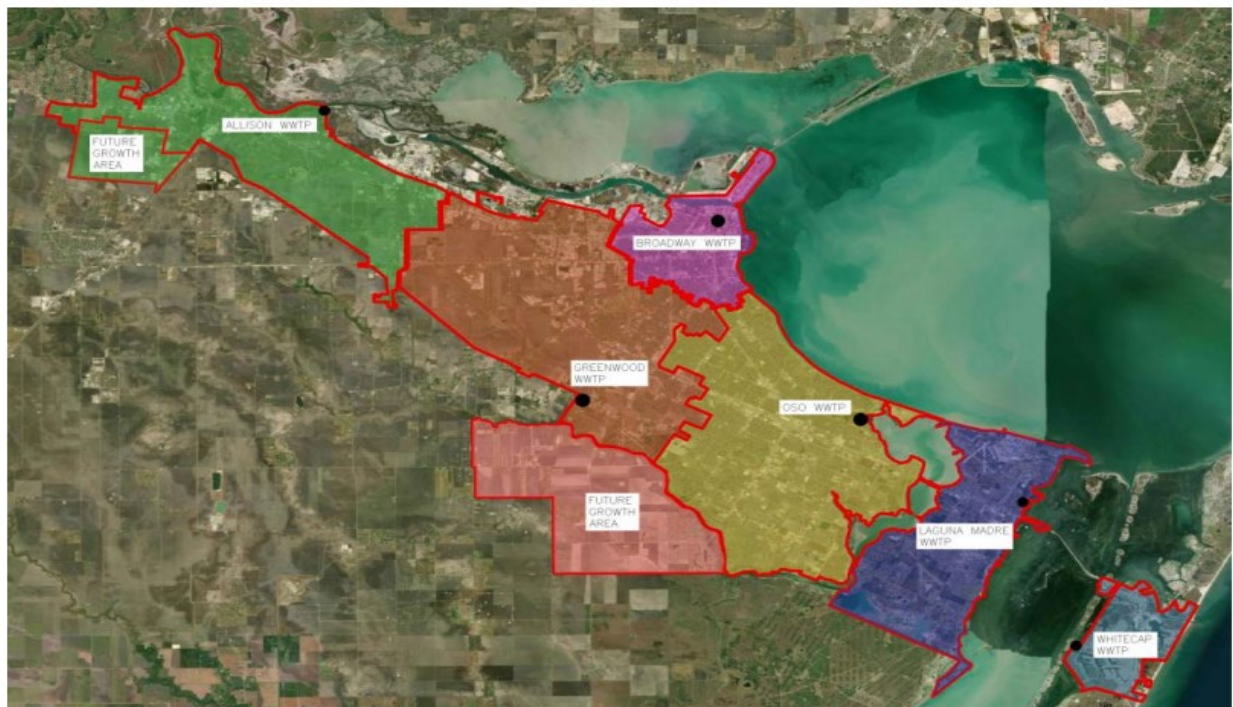 ALLISON WWTP
FUTURE
GROWTH
AREA
BROADWAY WWTP
GREENWOOD
WWTP
OSO WWTP
FUTURE
GROWTH
AREA
LAGUNA MADRE
WWTP
WHITECAP
WWTP